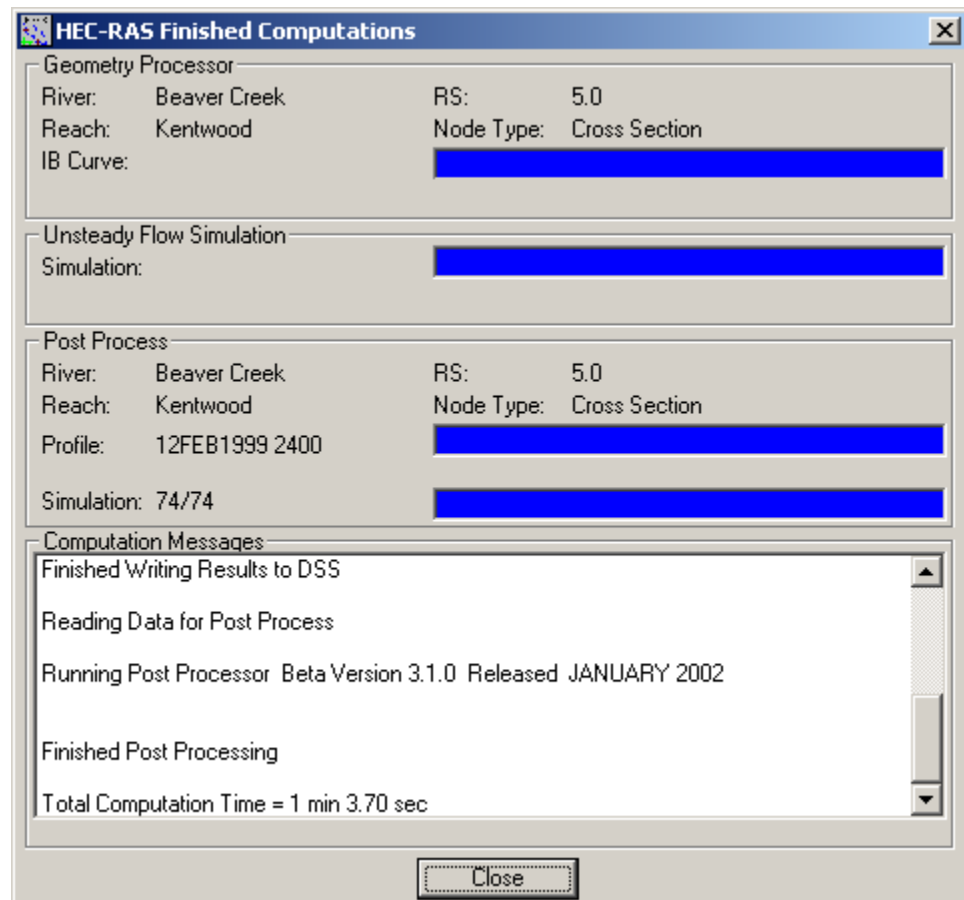 HEC-RAS Finished Computations
Geometry Processor
River: Beaver Creek RS: 5.0
Reach: Kentwood Node Type: Cross Section
IB Curve:
Unsteady Flow Simulation
Simulation:
Post Process
River: Beaver Creek RS: 5.0
Reach: Kentwood Node Type: Cross Section
Profile: 12FEB1999 2400
Simulation: 74/74
Computation Messages
Finished Writing Results to DSS
Reading Data for Post Process
Running Post Processor Beta Version 3.1.0 Released JANUARY 2002
Finished Post Processing
Total Computation Time = 1 min 3.70 sec
Close